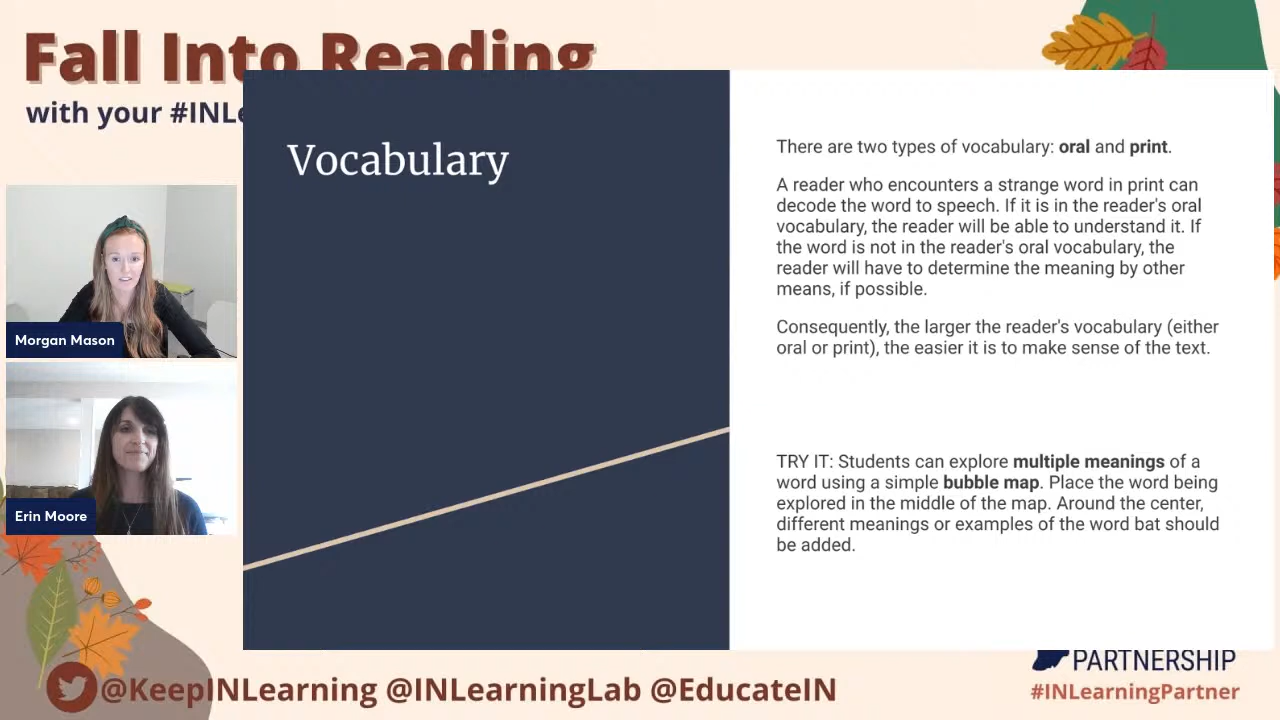 Fall Into Reading
with your #INLe
Vocabulary
There are two types of vocabulary: oral and print.
A reader who encounters a strange word in print can
decode the word to speech. If it is in the reader's oral
vocabulary, the reader will be able to understand it. If
the word is not in the reader's oral vocabulary, the
reader will have to determine the meaning by other
means, if possible.
Consequently, the larger the reader's vocabulary (either
oral or print), the easier it is to make sense of the text.
TRY IT: Students can explore multiple meanings of a
word using a simple bubble map. Place the word being
explored in the middle of the map. Around the center,
different meanings or examples of the word bat should
be added.
Morgan Mason
Erin Moore
@KeepINLearning @INLearningLab @EducateIN
PARTNERSHIP
#INLearningPartner